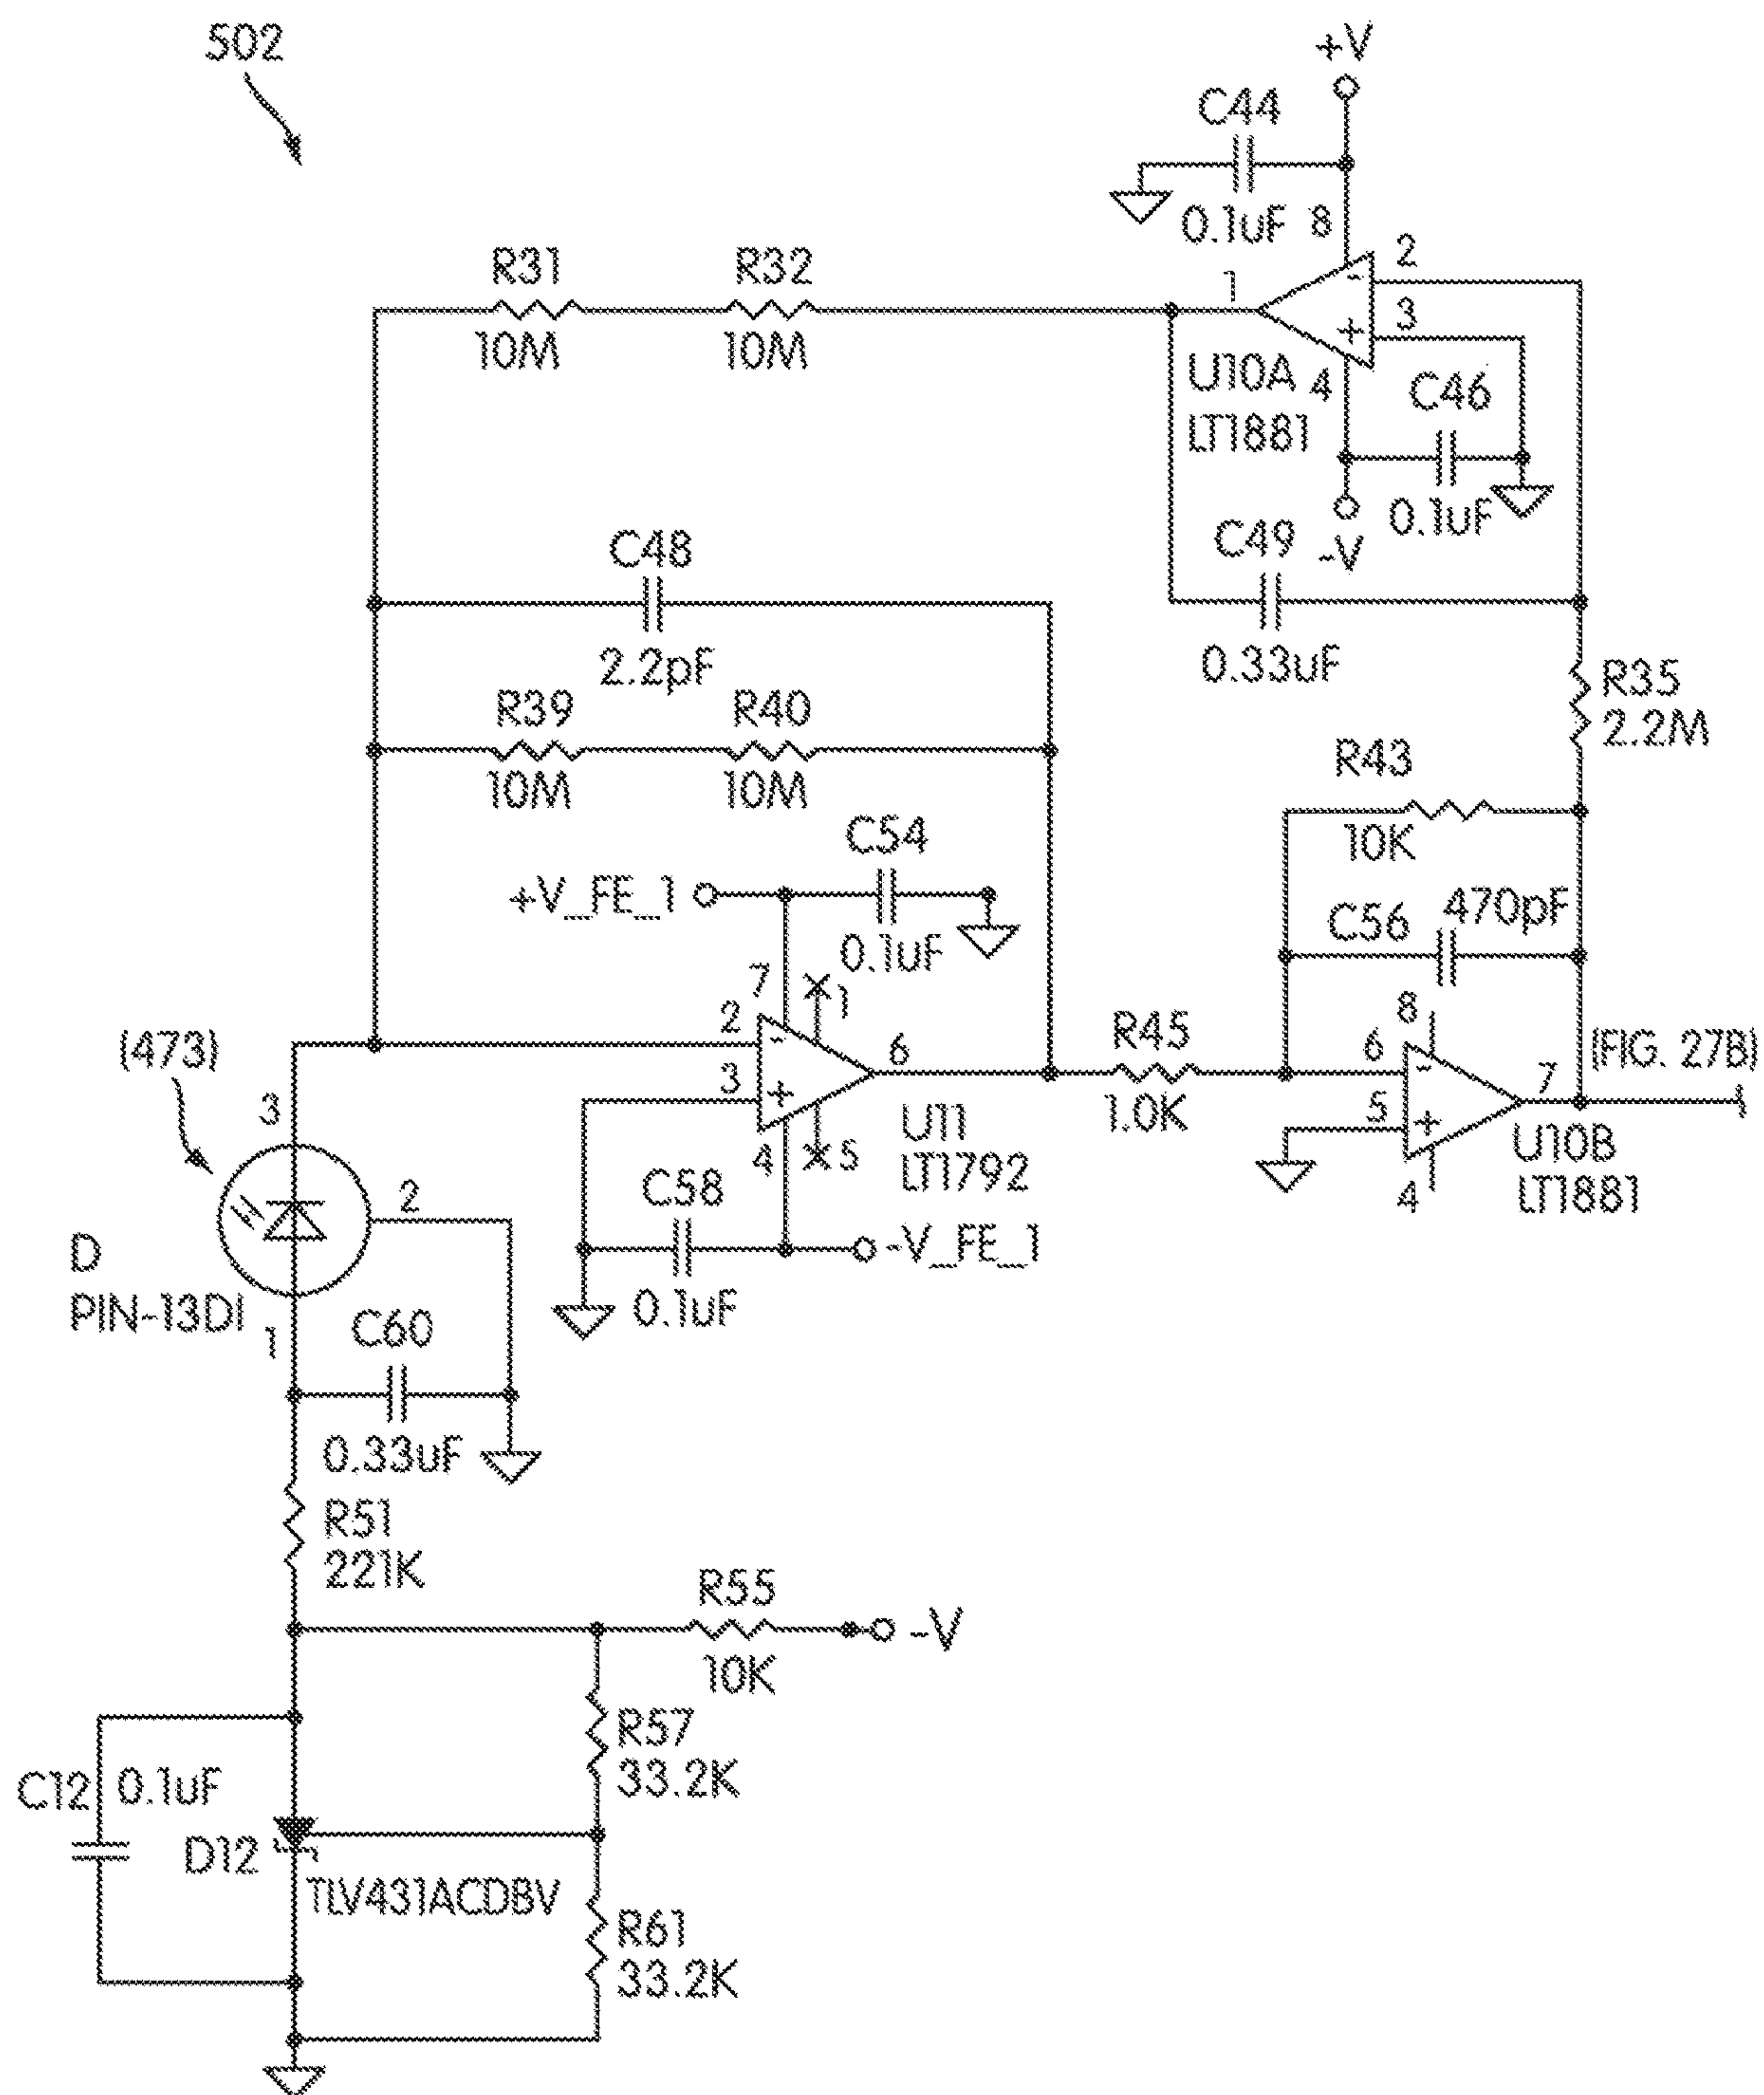 502
+V
C44
0.1uF
8
2
1
3
R31
R32
10M
10M
U10A
LT1881
4
C46
0.1uF
-V
C49
0.33uF
C48
2.2pF
R39
R40
10M
10M
R35
2.2M
R43
10K
C54
+V_FE_1
0.1uF
C56
470pF
7
1
2
3
6
4
5
U11
LT1792
(473)
3
2
1
D
PIN-13DI
C58
0.1uF
-V_FE_1
R45
1.0K
8
6
5
7
4
(FIG. 27B)
U10B
LT1881
C60
0.33uF
R51
221K
R55
10K
-V
R57
33.2K
C12
0.1uF
D12
TLV431ACDBV
R61
33.2K
-
+
-
+
-
+